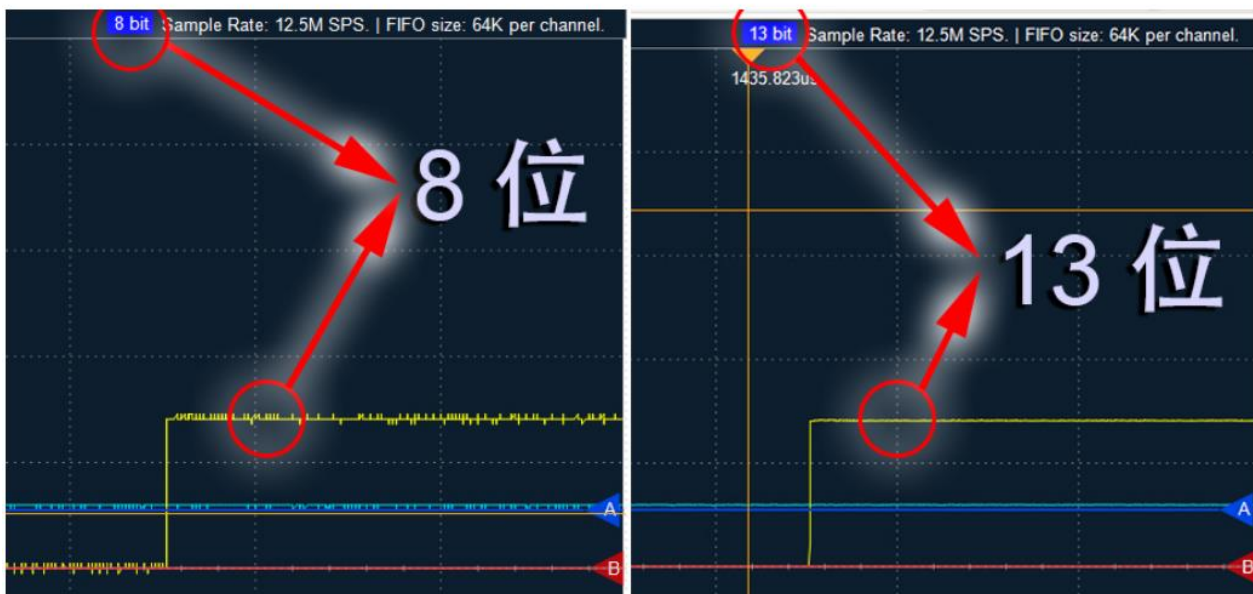 8 bit Sample Rate: 12.5M SPS. | FIFO size: 64K per channel.
8 位
A
B
13 bit Sample Rate: 12.5M SPS. | FIFO size: 64K per channel.
1435.823us
13 位
A
B